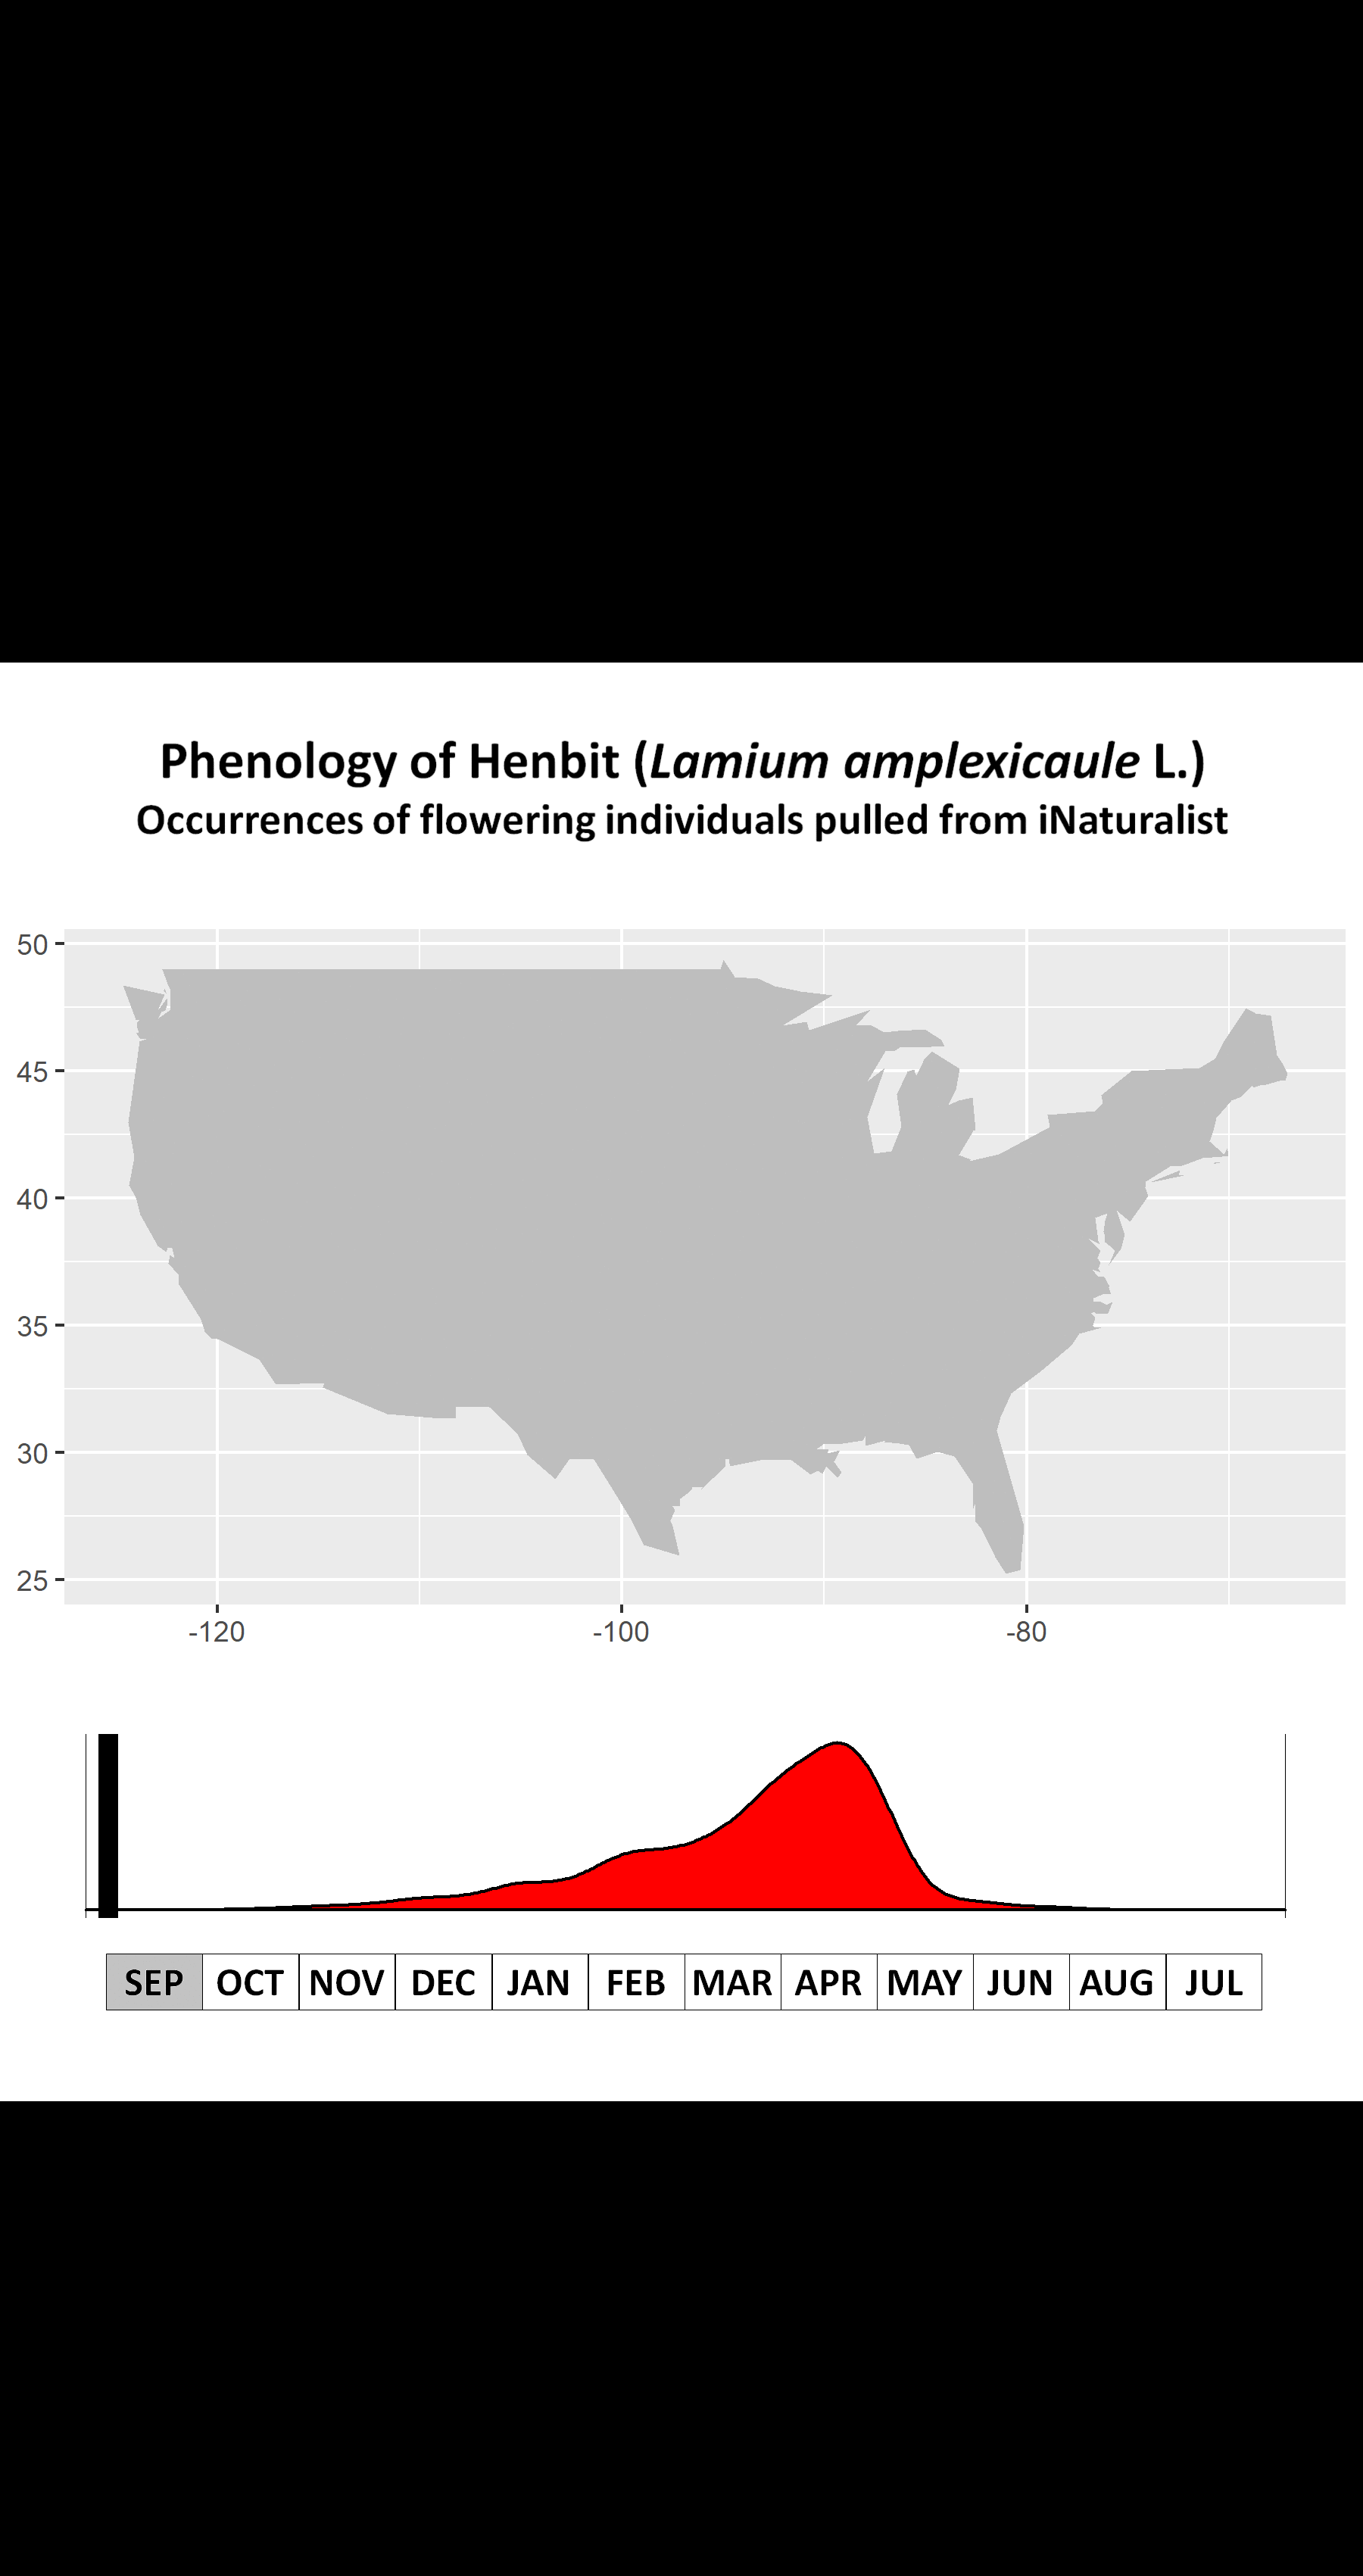 Phenology of Henbit (Lamium amplexicaule L.)
Occurrences of flowering individuals pulled from iNaturalist
50
45
40
35
30
25
-120 -100 -80
SEP OCT NOV DEC JAN FEB MAR APR MAY JUN AUG JUL